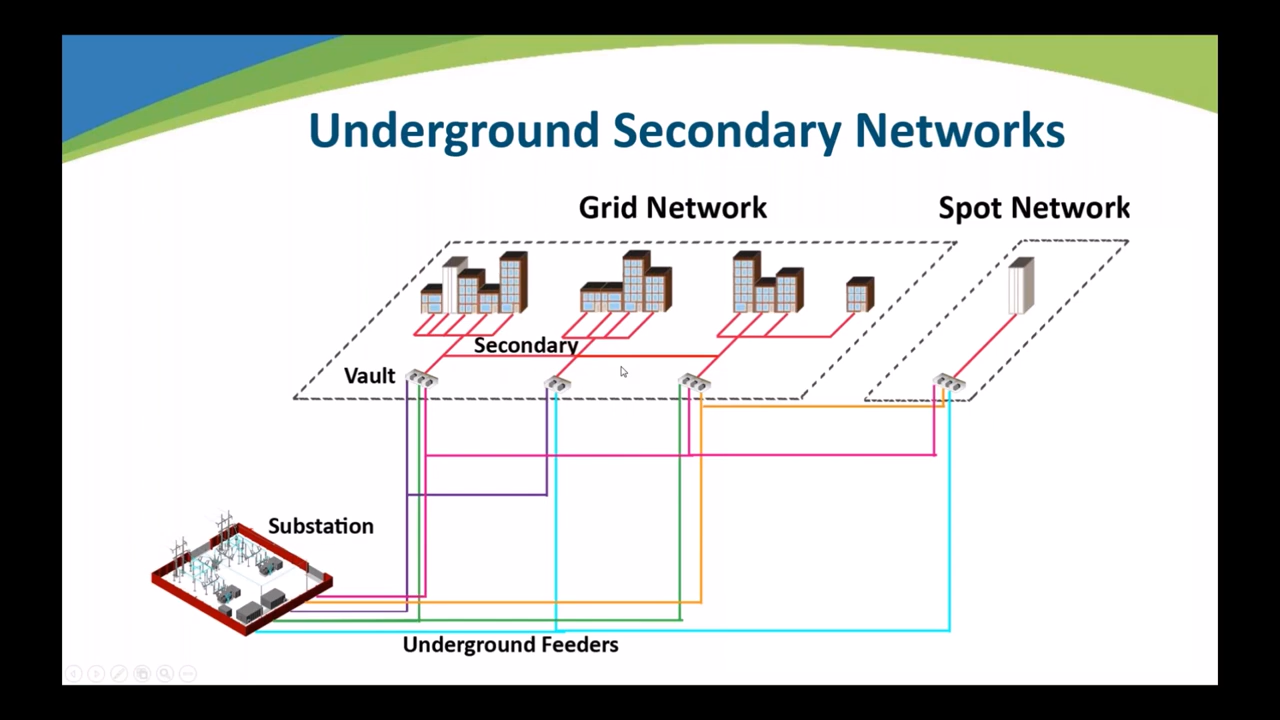 Underground Secondary Networks
Grid Network
Spot Network
Secondary
Vault
Substation
Underground Feeders